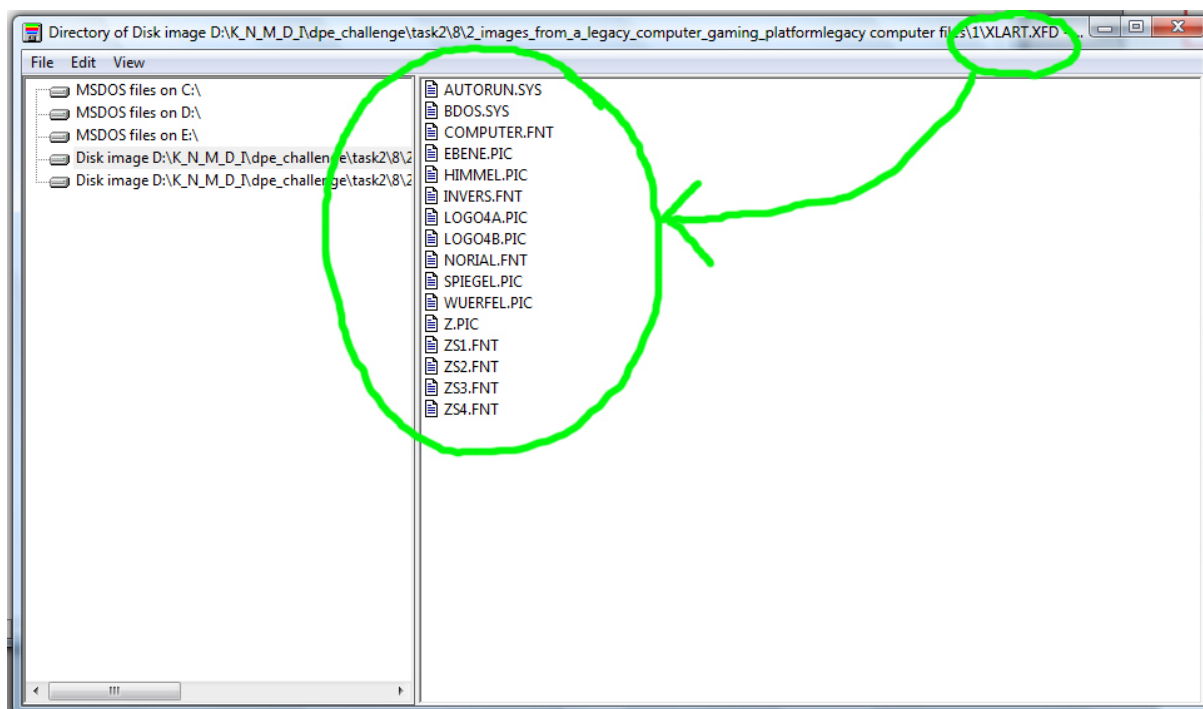 Directory of Disk image D:\K_N_M_D_I\dpe_challenge\task2\8\2_images_from_a_legacy_computer_gaming_platformlegacy computer files\1\XLART.XFD - ...
File Edit View
MSDOS files on C:\
MSDOS files on D:\
MSDOS files on E:\
Disk image D:\K_N_M_D_I\dpe_challenge\task2\8\2
Disk image D:\K_N_M_D_I\dpe_challenge\task2\8\2
AUTORUN.SYS
BDOS.SYS
COMPUTER.FNT
EBENE.PIC
HIMMEL.PIC
INVERS.FNT
LOGO4A.PIC
LOGO4B.PIC
NORIAL.FNT
SPIEGEL.PIC
WUERFEL.PIC
Z.PIC
ZS1.FNT
ZS2.FNT
ZS3.FNT
ZS4.FNT